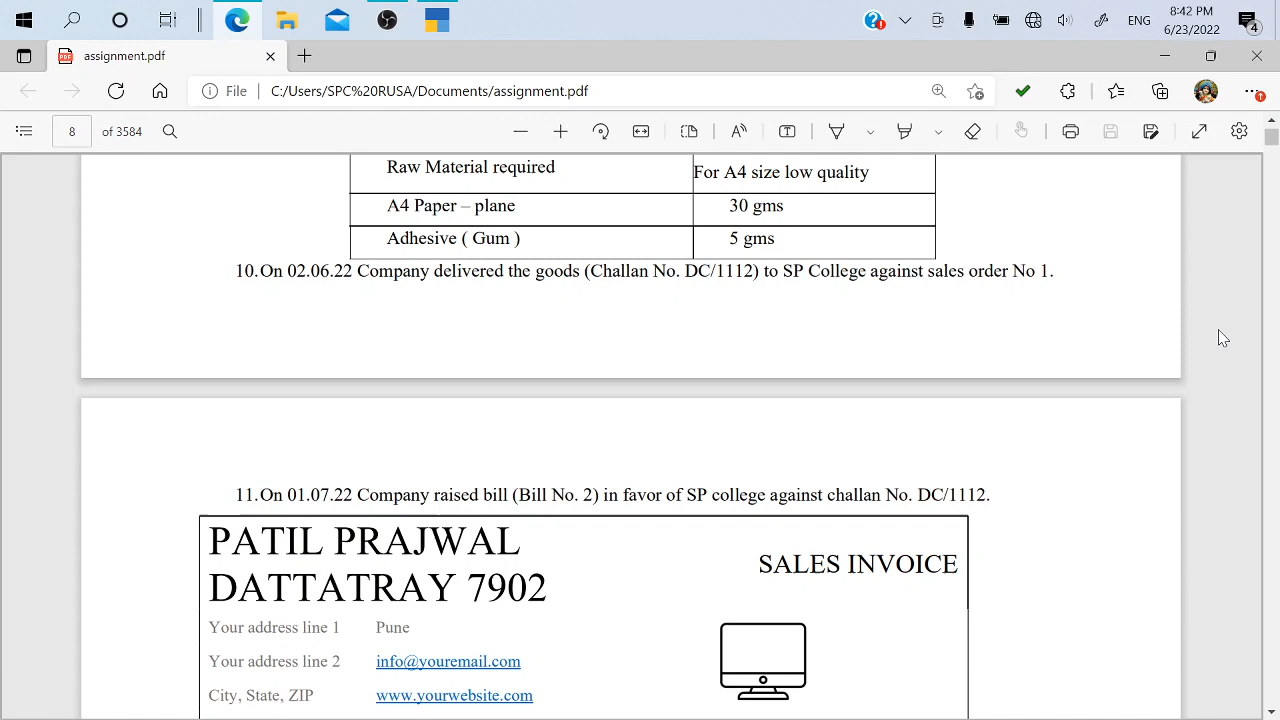 8:42 PM
ENG
6/23/2022
4
assignment.pdf
File C:/Users/SPC%20RUSA/Documents/assignment.pdf
8 of 3584
Raw Material required For A4 size low quality
A4 Paper – plane 30 gms
Adhesive ( Gum ) 5 gms
10.On 02.06.22 Company delivered the goods (Challan No. DC/1112) to SP College against sales order No 1.
11.On 01.07.22 Company raised bill (Bill No. 2) in favor of SP college against challan No. DC/1112.
PATIL PRAJWAL
DATTATRAY 7902
SALES INVOICE
Your address line 1 Pune
Your address line 2 info@youremail.com
City, State, ZIP www.yourwebsite.com